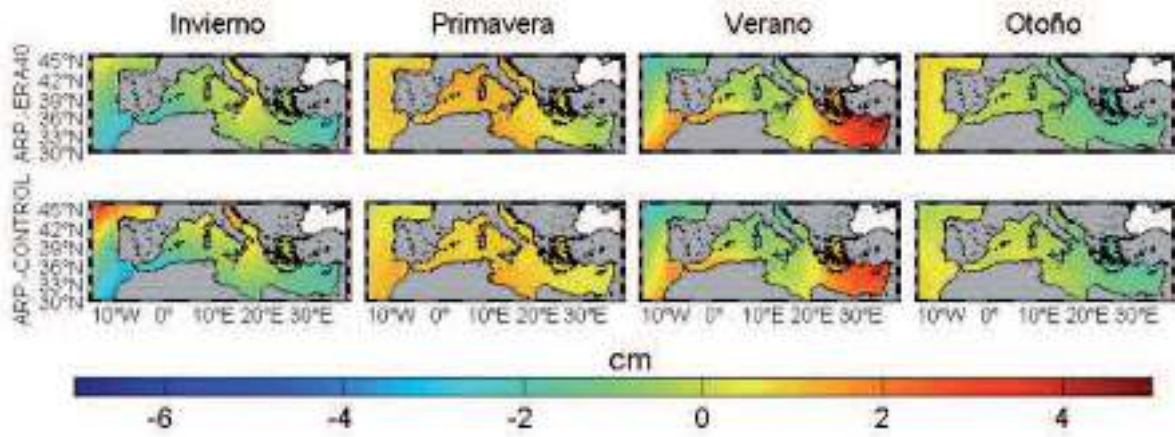 Invierno Primavera Verano Otoño
ARP-ERA40
45°N
42°N
39°N
36°N
33°N
30°N
ARP-CONTROL
45°N
42°N
39°N
36°N
33°N
30°N
10°W 0° 10°E 20°E 30°E 10°W 0° 10°E 20°E 30°E 10°W 0° 10°E 20°E 30°E 10°W 0° 10°E 20°E 30°E
cm
-6 -4 -2 0 2 4